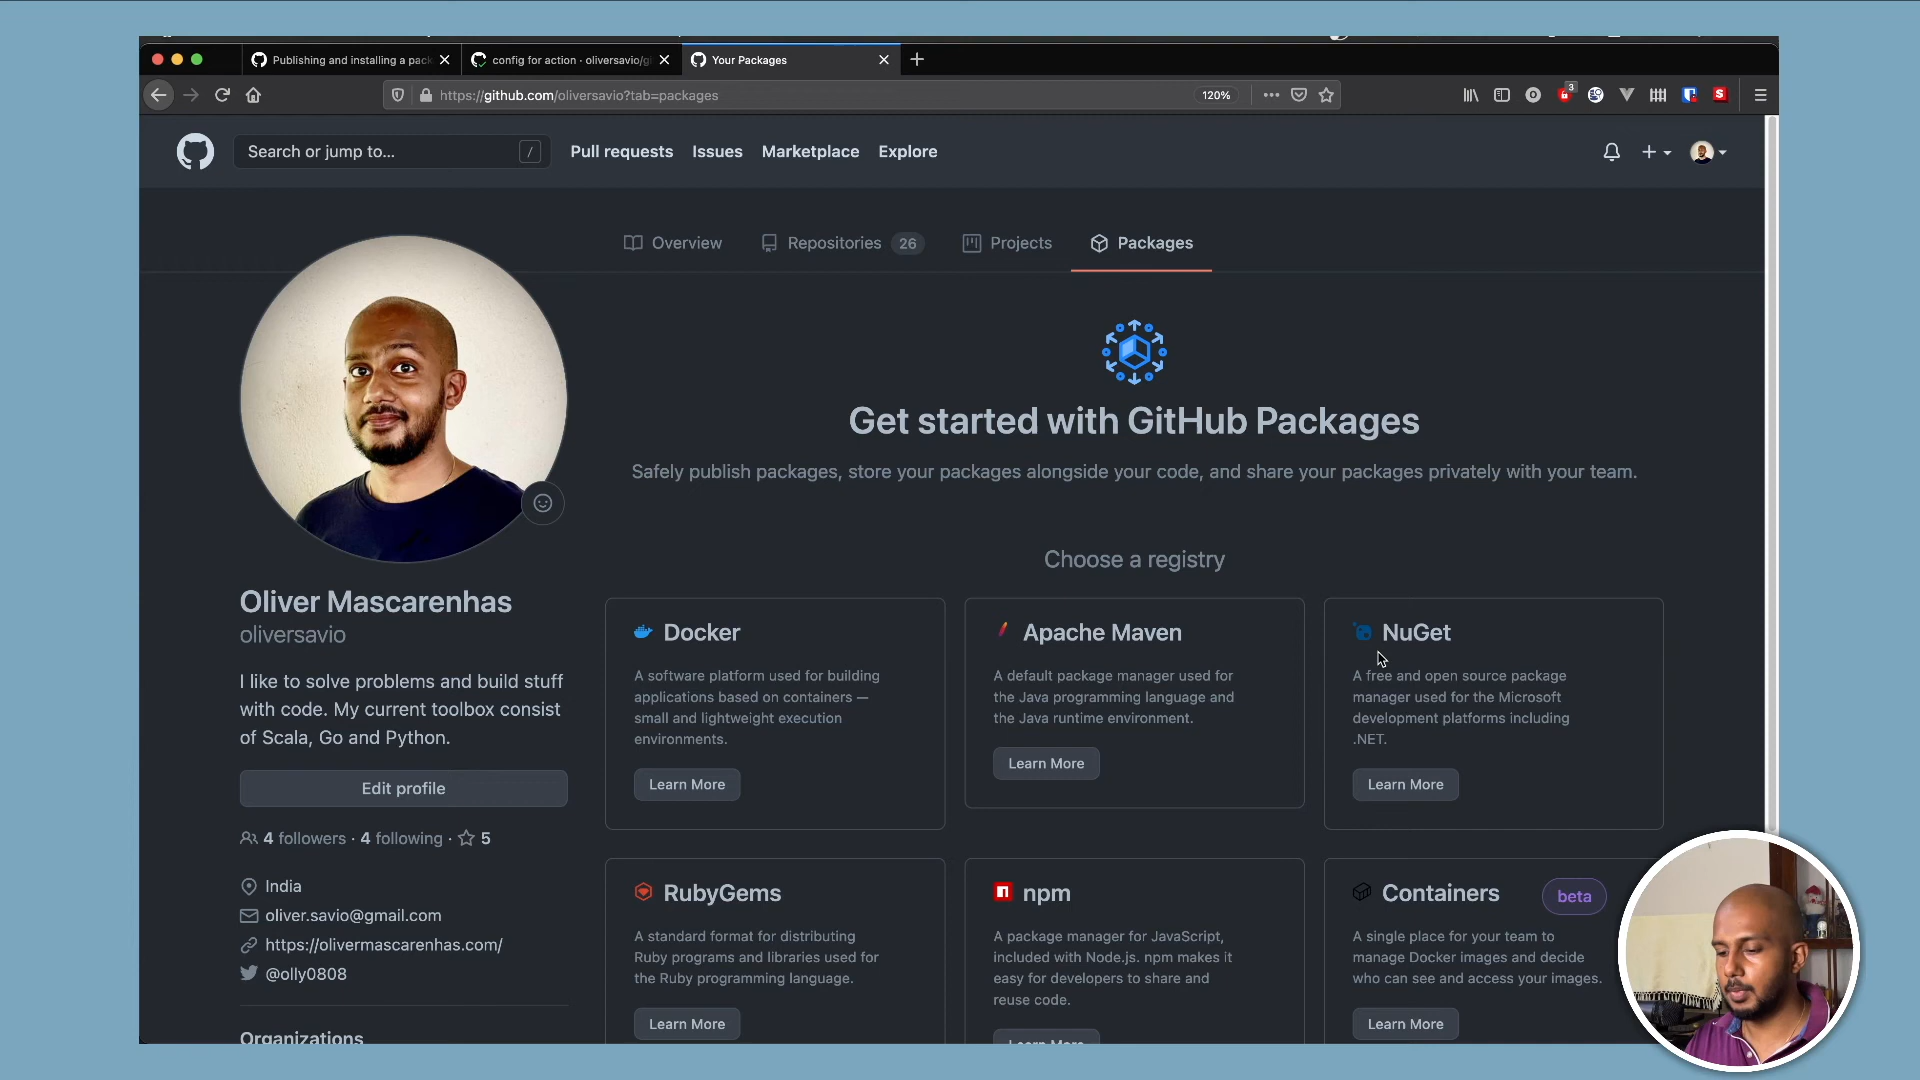 Publishing and installing a pack
config for action · oliversavio/gi
Your Packages
https://github.com/oliversavio?tab=packages
120%
3
Search or jump to...
/
Pull requests
Issues
Marketplace
Explore
Overview
Repositories 26
Projects
Packages
Get started with GitHub Packages
Safely publish packages, store your packages alongside your code, and share your packages privately with your team.
Choose a registry
Oliver Mascarenhas
oliversavio
I like to solve problems and build stuff
with code. My current toolbox consist
of Scala, Go and Python.
Edit profile
4 followers · 4 following · 5
India
oliver.savio@gmail.com
https://olivermascarenhas.com/
@olly0808
Organizations
Docker
A software platform used for building
applications based on containers —
small and lightweight execution
environments.
Learn More
Apache Maven
A default package manager used for
the Java programming language and
the Java runtime environment.
Learn More
NuGet
A free and open source package
manager used for the Microsoft
development platforms including
.NET.
Learn More
RubyGems
A standard format for distributing
Ruby programs and libraries used for
the Ruby programming language.
Learn More
npm
A package manager for JavaScript,
included with Node.js. npm makes it
easy for developers to share and
reuse code.
Learn More
Containers
beta
A single place for your team to
manage Docker images and decide
who can see and access your images.
Learn More